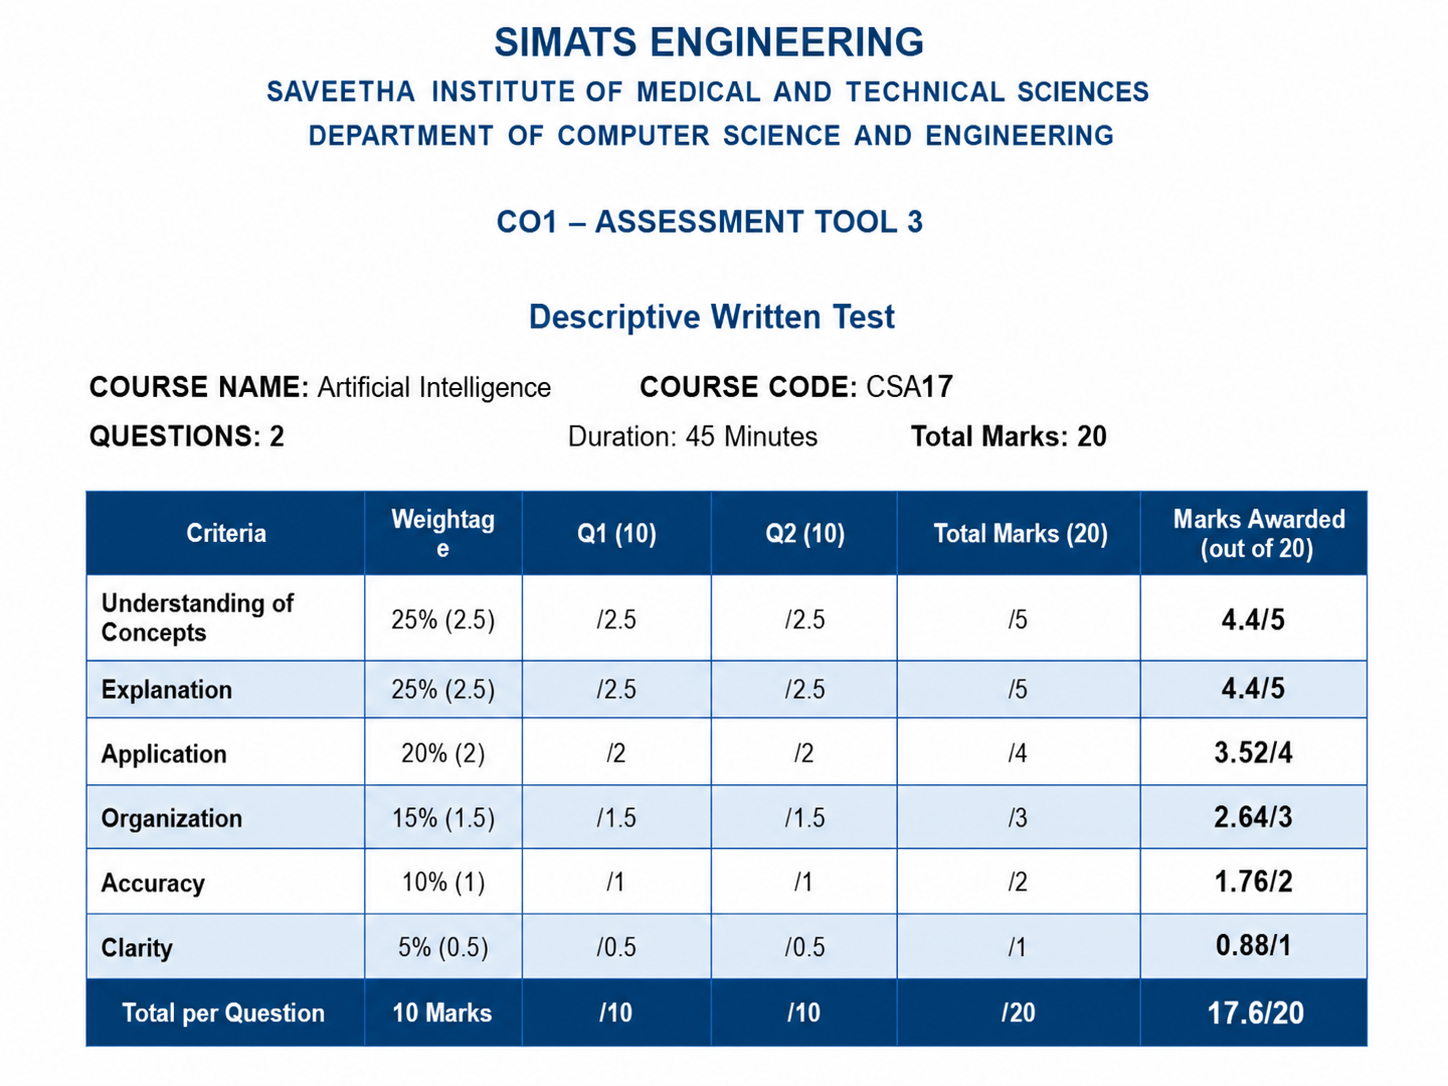 SIMATS ENGINEERING
SAVEETHA INSTITUTE OF MEDICAL AND TECHNICAL SCIENCES
DEPARTMENT OF COMPUTER SCIENCE AND ENGINEERING
CO1 – ASSESSMENT TOOL 3
Descriptive Written Test
COURSE NAME: Artificial Intelligence COURSE CODE: CSA17
QUESTIONS: 2 Duration: 45 Minutes Total Marks: 20
Criteria Weightag
e Q1 (10) Q2 (10) Total Marks (20) Marks Awarded
(out of 20)
Understanding of
Concepts 25% (2.5) /2.5 /2.5 /5 4.4/5
Explanation 25% (2.5) /2.5 /2.5 /5 4.4/5
Application 20% (2) /2 /2 /4 3.52/4
Organization 15% (1.5) /1.5 /1.5 /3 2.64/3
Accuracy 10% (1) /1 /1 /2 1.76/2
Clarity 5% (0.5) /0.5 /0.5 /1 0.88/1
Total per Question 10 Marks /10 /10 /20 17.6/20